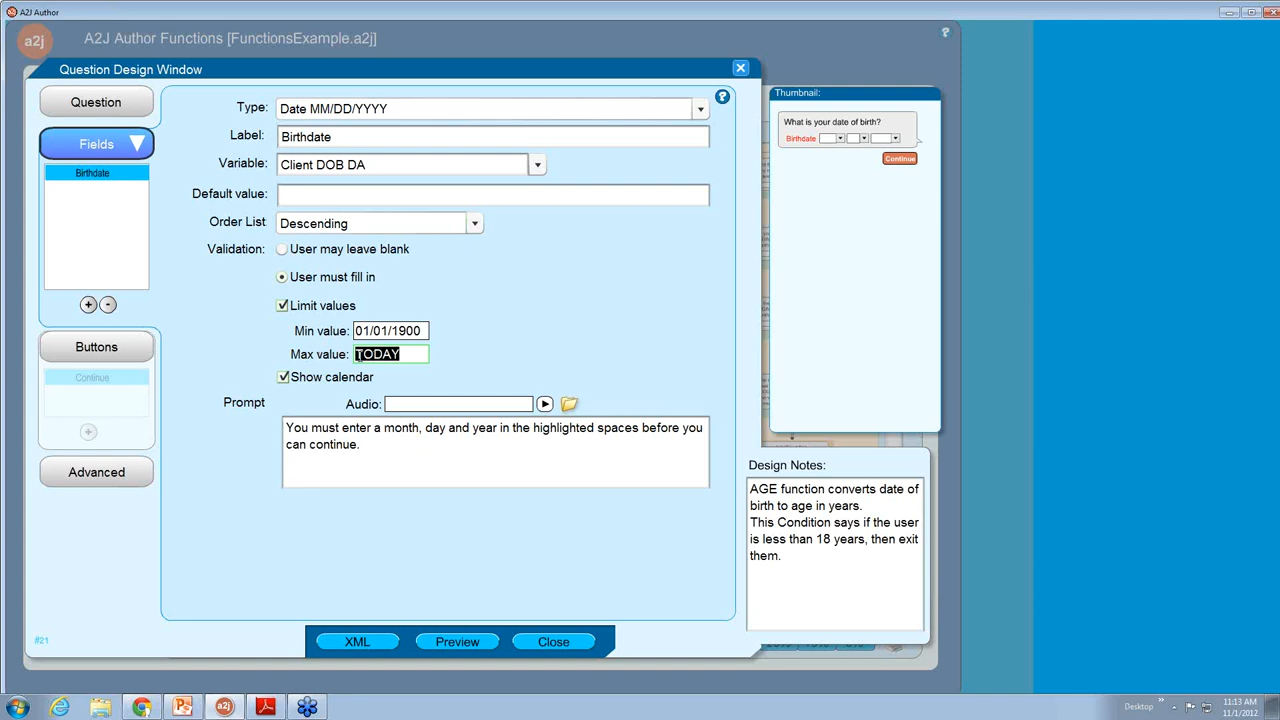 A2J Author
a2j
A2J Author Functions [FunctionsExample.a2j]
?
Question Design Window
Question
Fields
Birthdate
Buttons
Continue
Advanced
#21
?
Type:
Date MM/DD/YYYY
Label:
Birthdate
Variable:
Client DOB DA
Default value:
Order List
Descending
Validation:
User may leave blank
User must fill in
Limit values
Min value:
01/01/1900
Max value:
TODAY
Show calendar
Prompt
Audio:
You must enter a month, day and year in the highlighted spaces before you
can continue.
XML
Preview
Close
Thumbnail:
What is your date of birth?
Birthdate
Continue
Design Notes:
AGE function converts date of
birth to age in years.
This Condition says if the user
is less than 18 years, then exit
them.
a2j
Desktop
11:13 AM
11/1/2012